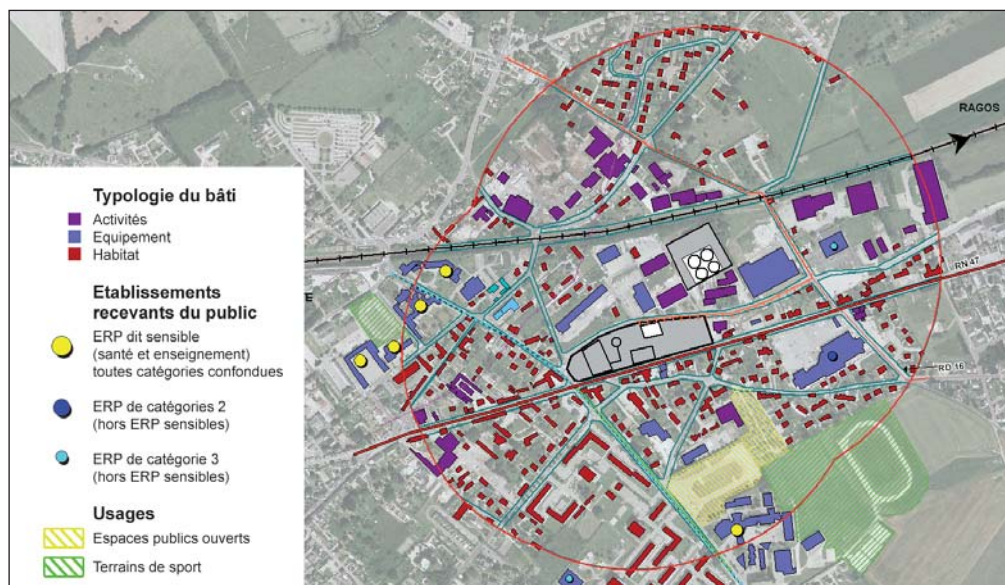 RAGOS
TE
RN 47
RD 16
Typologie du bâti
Activités
Equipement
Habitat
Etablissements
recevants du public
ERP dit sensible
(santé et enseignement)
toutes catégories confondues
ERP de catégories 2
(hors ERP sensibles)
ERP de catégorie 3
(hors ERP sensibles)
Usages
Espaces publics ouverts
Terrains de sport